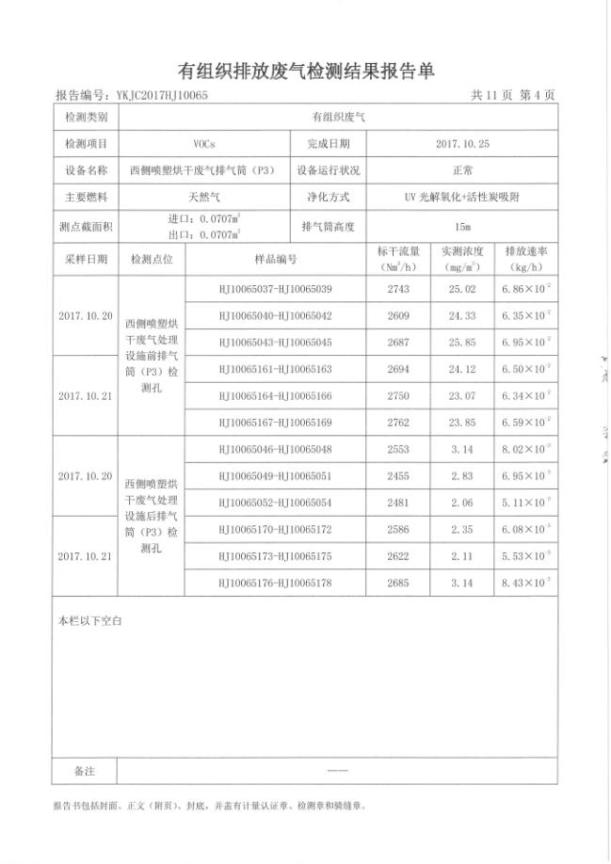 有组织排放废气检测结果报告单
报告编号：YKJC2017HJ10065 共 11 页 第 4 页
检测类别 有组织废气
检测项目 VOCs 完成日期 2017.10.25
设备名称 西侧喷塑烘干废气排气筒（P3） 设备运行状况 正常
主要燃料 天然气 净化方式 UV 光解氧化+活性炭吸附
测点截面积 进口：0.0707㎡ 排气筒高度 15m
出口：0.0707㎡
采样日期 检测点位 样品编号 标干流量 实测浓度 排放速率
（Nm³/h） （mg/m³） （kg/h）
2017.10.20 西侧喷塑烘干废气处理设施前排气筒（P3）检测孔 HJ10065037-HJ10065039 2743 25.02 6.86×10⁻²
HJ10065040-HJ10065042 2609 24.33 6.35×10⁻²
HJ10065043-HJ10065045 2687 25.85 6.95×10⁻²
2017.10.21 HJ10065161-HJ10065163 2694 24.12 6.50×10⁻²
HJ10065164-HJ10065166 2750 23.07 6.34×10⁻²
HJ10065167-HJ10065169 2762 23.85 6.59×10⁻²
2017.10.20 西侧喷塑烘干废气处理设施后排气筒（P3）检测孔 HJ10065046-HJ10065048 2553 3.14 8.02×10⁻³
HJ10065049-HJ10065051 2455 2.83 6.95×10⁻³
HJ10065052-HJ10065054 2481 2.06 5.11×10⁻³
2017.10.21 HJ10065170-HJ10065172 2586 2.35 6.08×10⁻³
HJ10065173-HJ10065175 2622 2.11 5.53×10⁻³
HJ10065176-HJ10065178 2685 3.14 8.43×10⁻³
本栏以下空白
备注 ——
报告书包括封面、正文（附页）、封底，并盖有计量认证章、检测章和骑缝章。